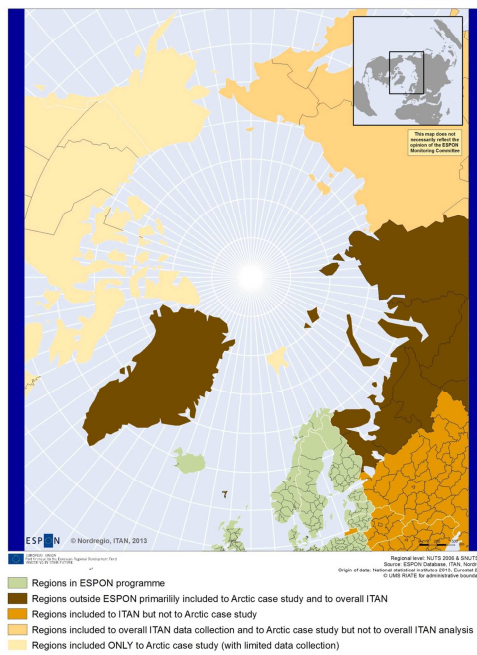 This map does not
necessarily reflect the
opinion of the ESPON
Monitoring Committee
ESPON © Nordregio, ITAN, 2013
EUROPEAN UNION
Regional level: NUTS 2006 & SNUTS
Source: ESPON Database, ITAN, Nordr
Origin of data: National statistical institutes 2013, Eurostat
© UMS RIATE for administrative bounda
Regions in ESPON programme
Regions outside ESPON primarilily included to Arctic case study and to overall ITAN
Regions included to ITAN but not to Arctic case study
Regions included to overall ITAN data collection and to Arctic case study but not to overall ITAN analysis
Regions included ONLY to Arctic case study (with limited data collection)